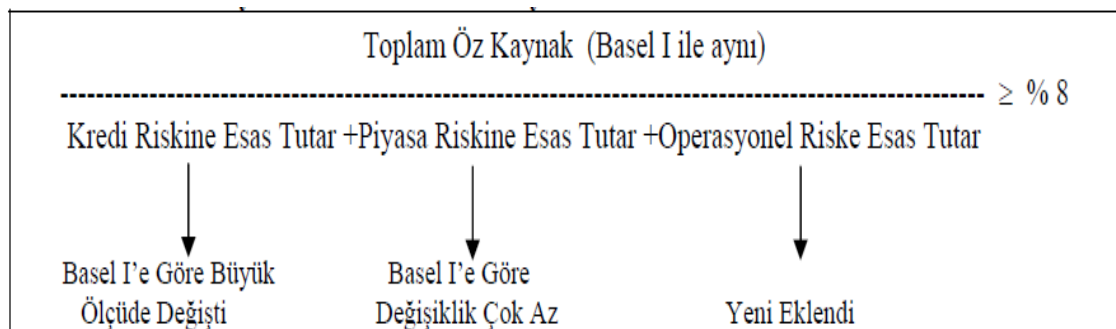 Toplam Öz Kaynak (Basel I ile aynı)
------------------------------------------------------------------------------------------------ ≥ % 8
Kredi Riskine Esas Tutar +Piyasa Riskine Esas Tutar +Operasyonel Riske Esas Tutar
Basel I’e Göre Büyük Basel I’e Göre
Ölçüde Değişti Değişiklik Çok Az Yeni Eklendi